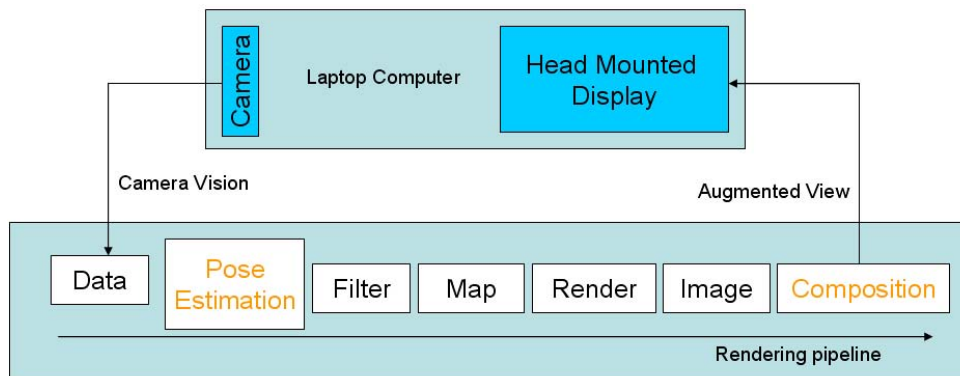 Camera
Laptop Computer
Head Mounted
Display
Camera Vision
Augmented View
Data
Pose
Estimation
Filter
Map
Render
Image
Composition
Rendering pipeline